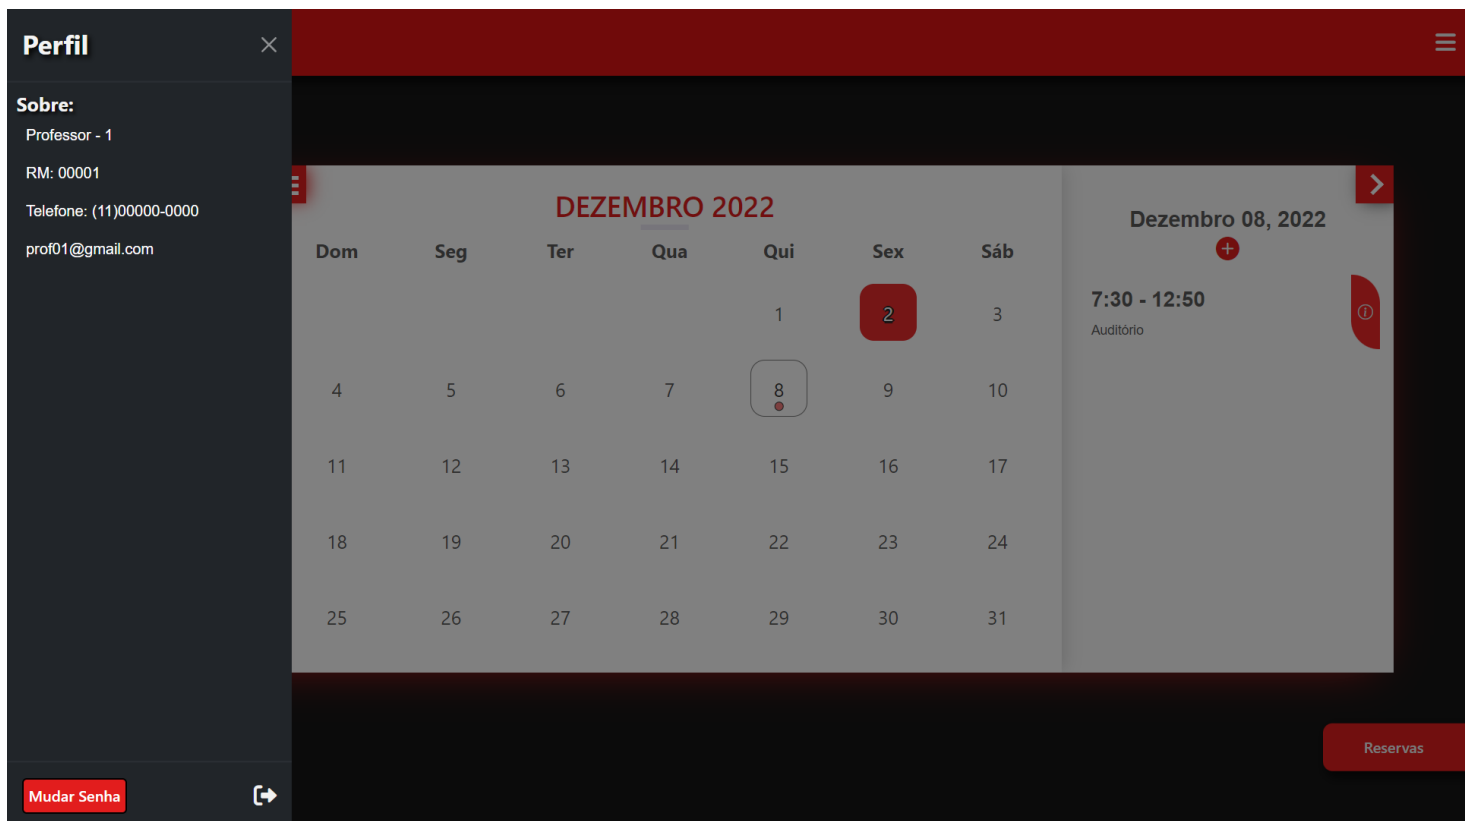 Perfil
Sobre:
Professor - 1
RM: 00001
Telefone: (11)00000-0000
prof01@gmail.com
Mudar Senha
DEZEMBRO 2022
Dom Seg Ter Qua Qui Sex Sáb
1 2 3
4 5 6 7 8 9 10
11 12 13 14 15 16 17
18 19 20 21 22 23 24
25 26 27 28 29 30 31
Dezembro 08, 2022
7:30 - 12:50
Auditório
Reservas